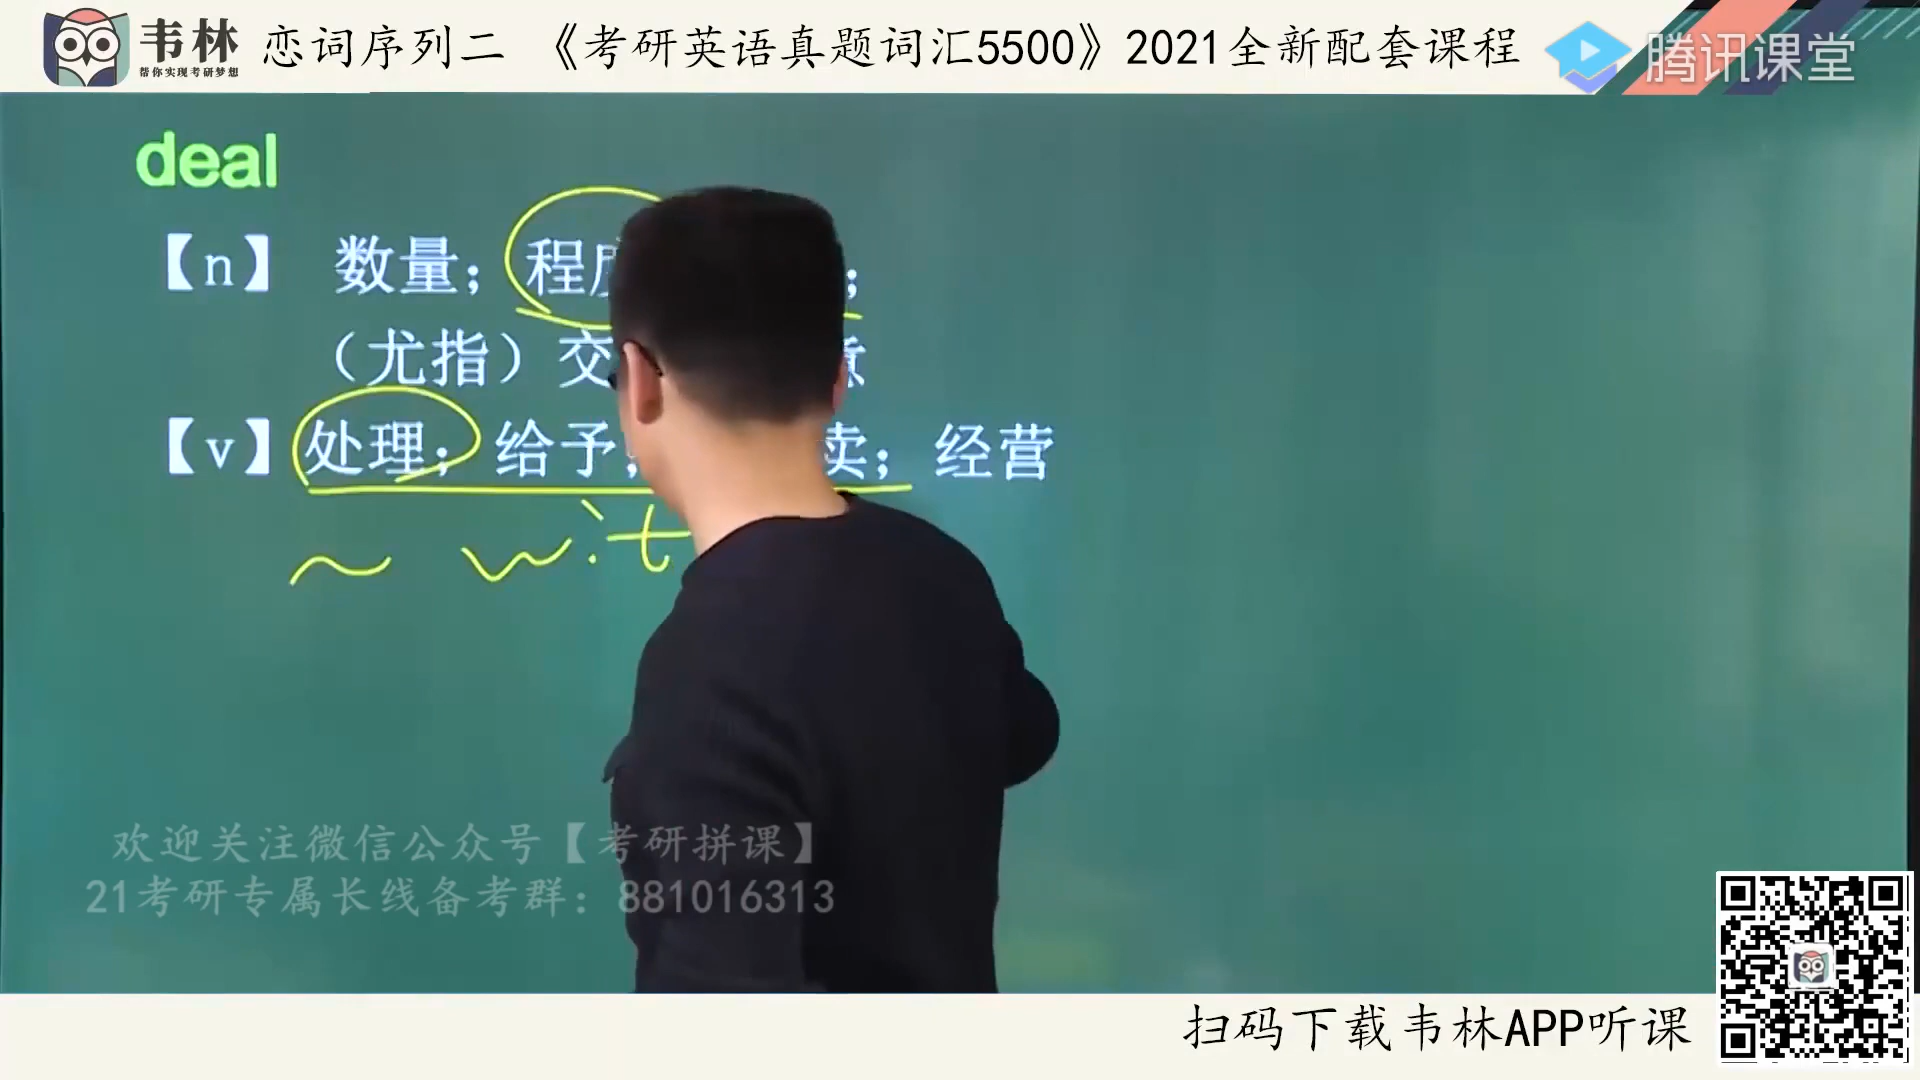 韦林
帮你实现考研梦想
恋词序列二 《考研英语真题词汇5500》2021全新配套课程
腾讯课堂
deal
【n】 数量；程度 ；
（尤指）交
【v】处理；给予； 卖；经营
~ wit
欢迎关注微信公众号【考研拼课】
21考研专属长线备考群：881016313
扫码下载韦林APP听课